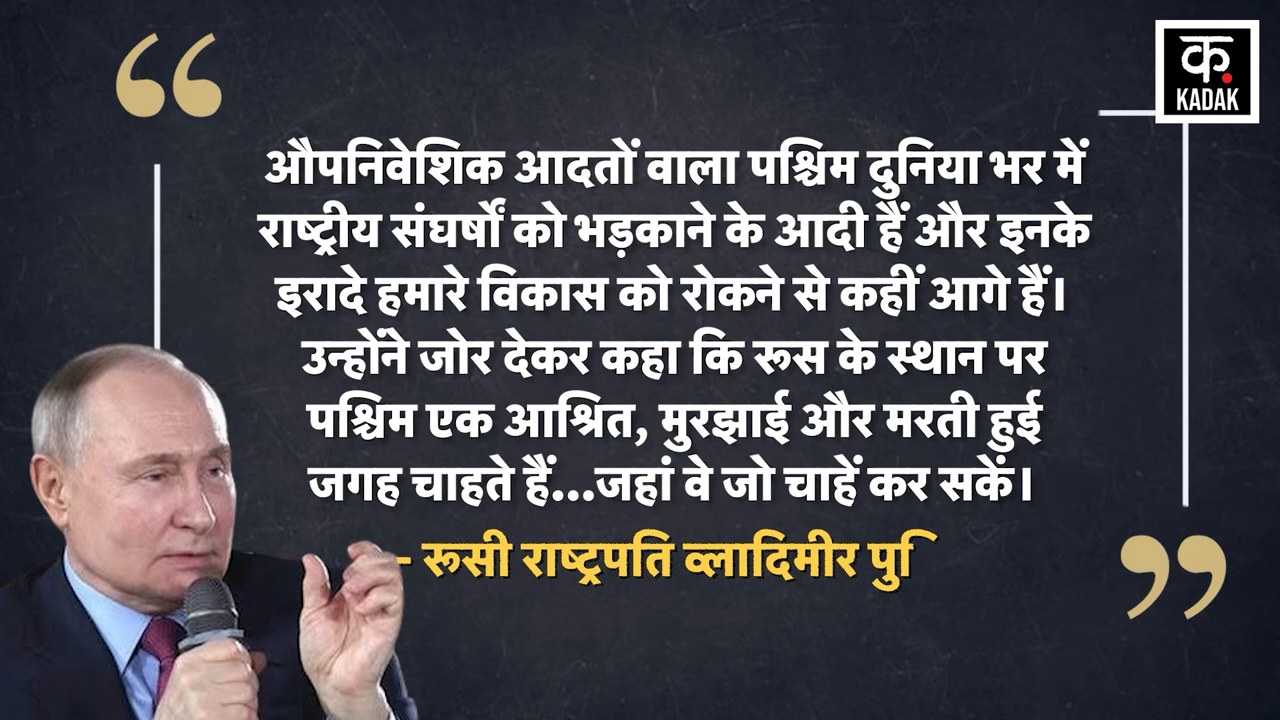 क.
KADAK
औपनिवेशिक आदतों वाला पश्चिम दुनिया भर में
राष्ट्रीय संघर्षों को भड़काने के आदी हैं और इनके
इरादे हमारे विकास को रोकने से कहीं आगे हैं।
उन्होंने जोर देकर कहा कि रूस के स्थान पर
पश्चिम एक आश्रित, मुरझाई और मरती हुई
जगह चाहते हैं...जहां वे जो चाहें कर सकें।
- रूसी राष्ट्रपति व्लादिमीर पुि